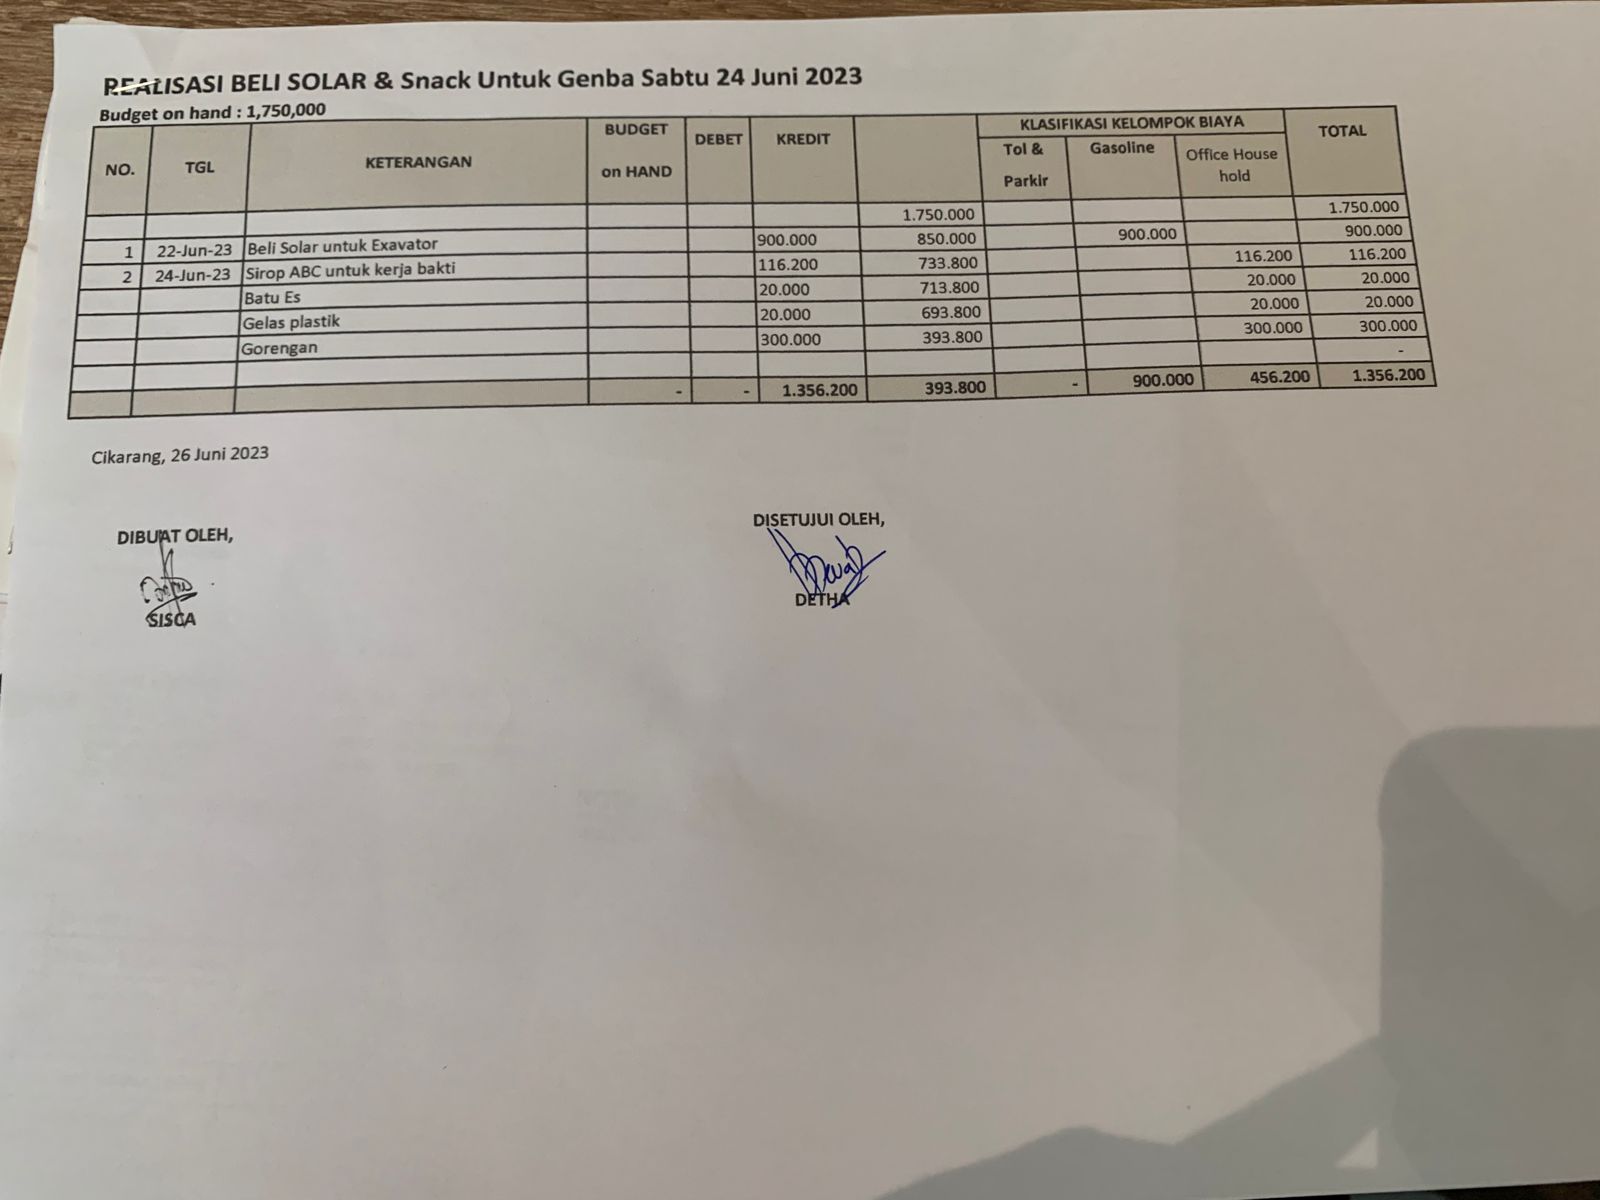 REALISASI BELI SOLAR & Snack Untuk Genba Sabtu 24 Juni 2023
Budget on hand : 1,750,000
NO. TGL KETERANGAN BUDGET on HAND DEBET KREDIT KLASIFIKASI KELOMPOK BIAYA TOTAL
Tol & Parkir Gasoline Office House hold
1.750.000 1.750.000
1 22-Jun-23 Beli Solar untuk Exavator 900.000 850.000 900.000 900.000
2 24-Jun-23 Sirop ABC untuk kerja bakti 116.200 733.800 116.200 116.200
Batu Es 20.000 713.800 20.000 20.000
Gelas plastik 20.000 693.800 20.000 20.000
Gorengan 300.000 393.800 300.000 300.000
-
- - 1.356.200 393.800 - 900.000 456.200 1.356.200
Cikarang, 26 Juni 2023
DIBUAT OLEH, DISETUJUI OLEH,
SISCA DETHA